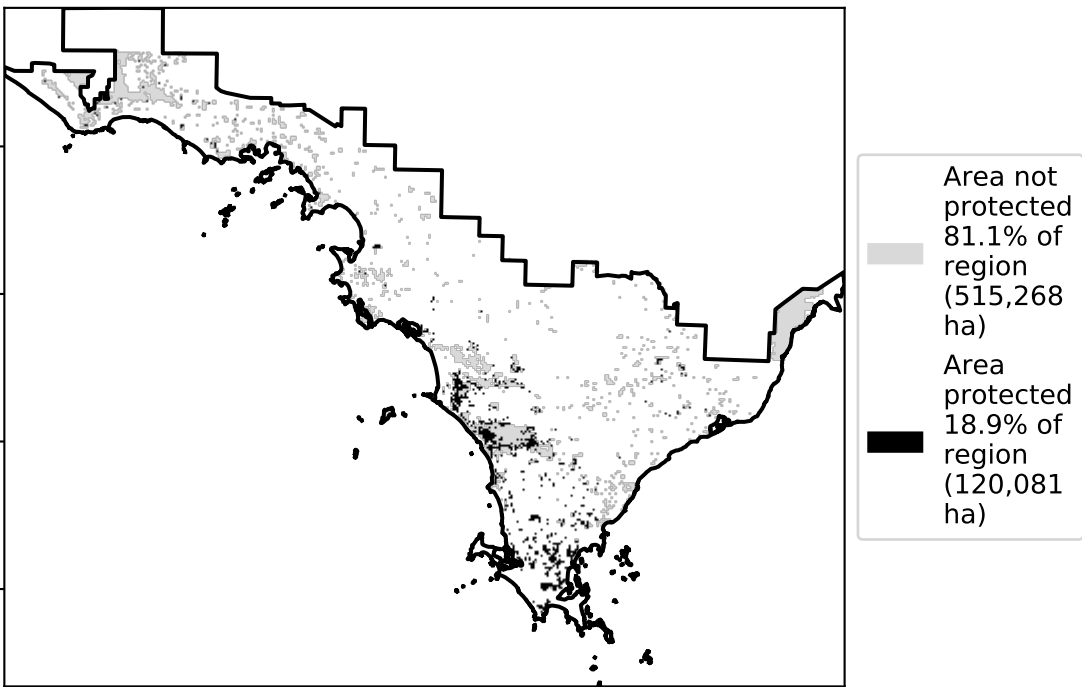 Area not
protected
81.1% of
region
(515,268
ha)
Area
protected
18.9% of
region
(120,081
ha)